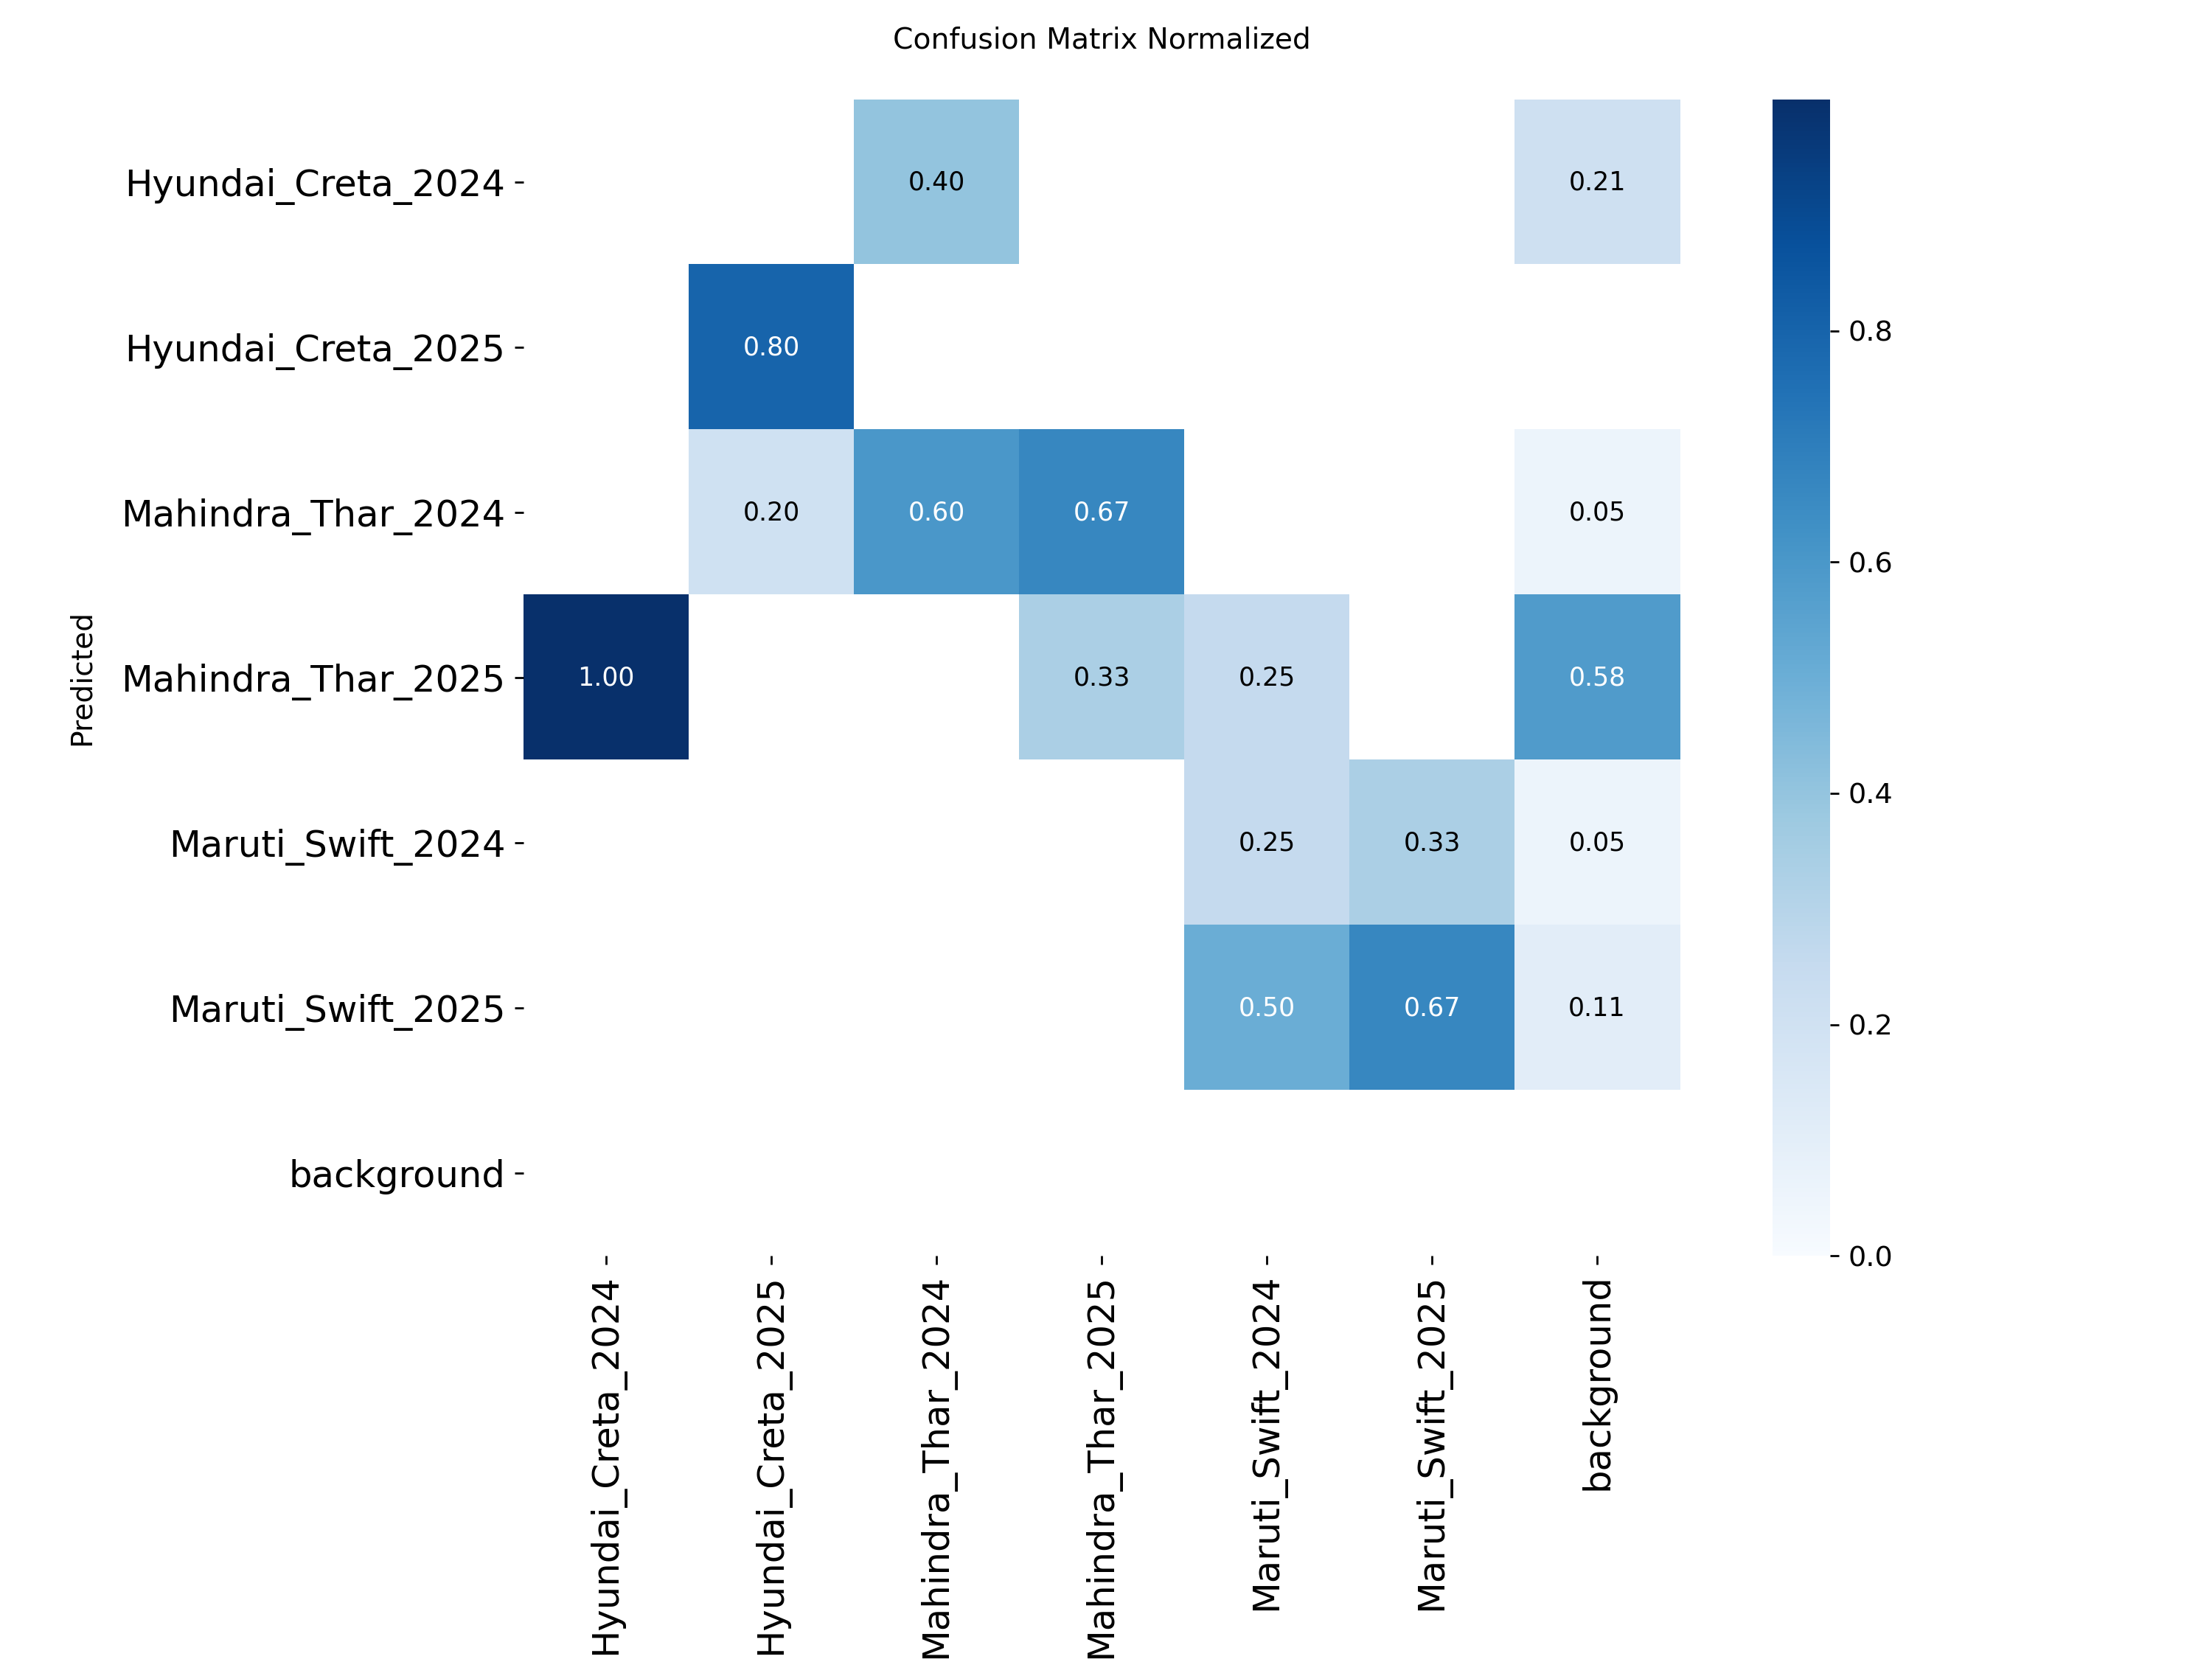 Confusion Matrix Normalized
Predicted
Hyundai_Creta_2024
0.40
0.21
Hyundai_Creta_2025
0.80
Mahindra_Thar_2024
0.20
0.60
0.67
0.05
Mahindra_Thar_2025
1.00
0.33
0.25
0.58
Maruti_Swift_2024
0.25
0.33
0.05
Maruti_Swift_2025
0.50
0.67
0.11
background
Hyundai_Creta_2024
Hyundai_Creta_2025
Mahindra_Thar_2024
Mahindra_Thar_2025
Maruti_Swift_2024
Maruti_Swift_2025
background
0.8
0.6
0.4
0.2
0.0